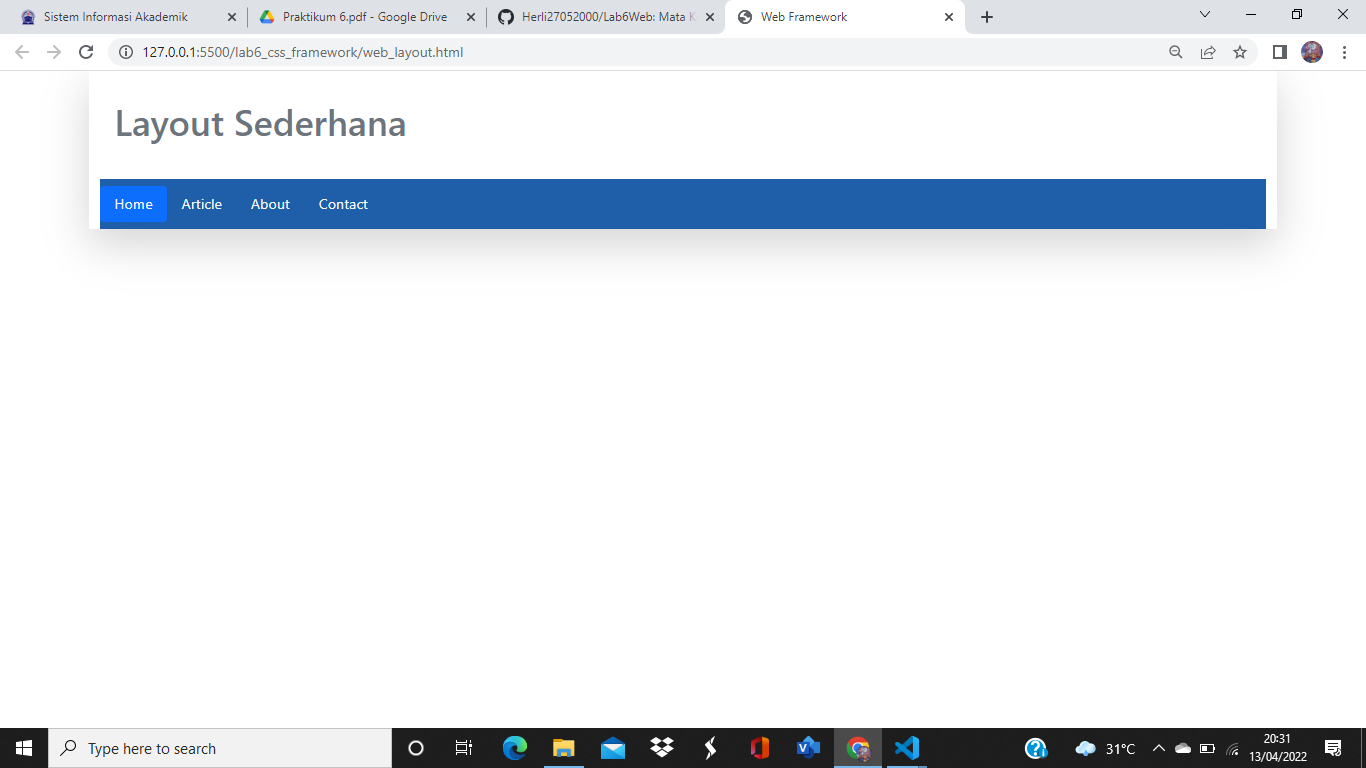 Sistem Informasi Akademik
Praktikum 6.pdf - Google Drive
Herli27052000/Lab6Web: Mata K
Web Framework
127.0.0.1:5500/lab6_css_framework/web_layout.html
Layout Sederhana
Home Article About Contact
Type here to search
31°C
20:31
13/04/2022